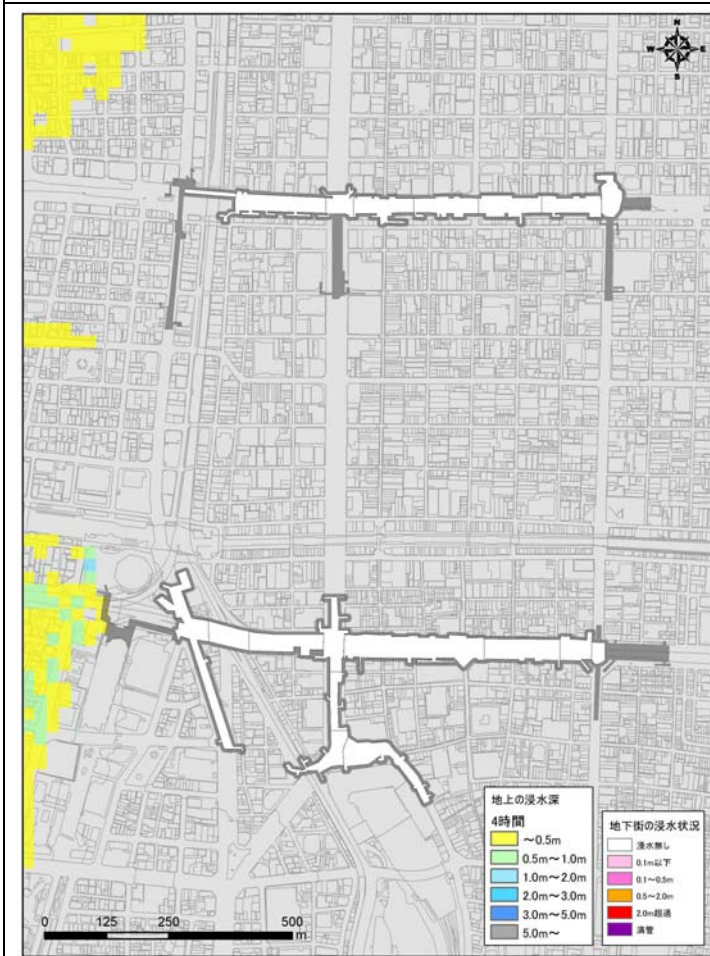 N
W E
S
地上の浸水深
4時間
～0.5m
0.5m～1.0m
1.0m～2.0m
2.0m～3.0m
3.0m～5.0m
5.0m～
地下街の浸水状況
浸水無し
0.1m以下
0.1～0.5m
0.5～2.0m
2.0m超過
満管
0 125 250 500
m